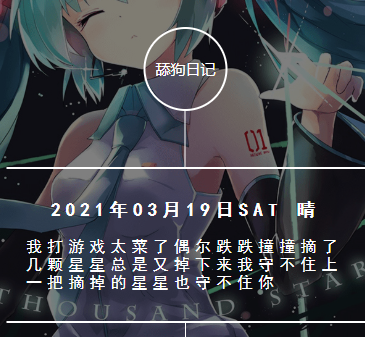 舔狗日记
01
2021年03月19日SAT 晴
我打游戏太菜了偶尔跌跌撞撞摘了
几颗星星总是又掉下来我守不住上
一把摘掉的星星也守不住你
THOUSAND STAR